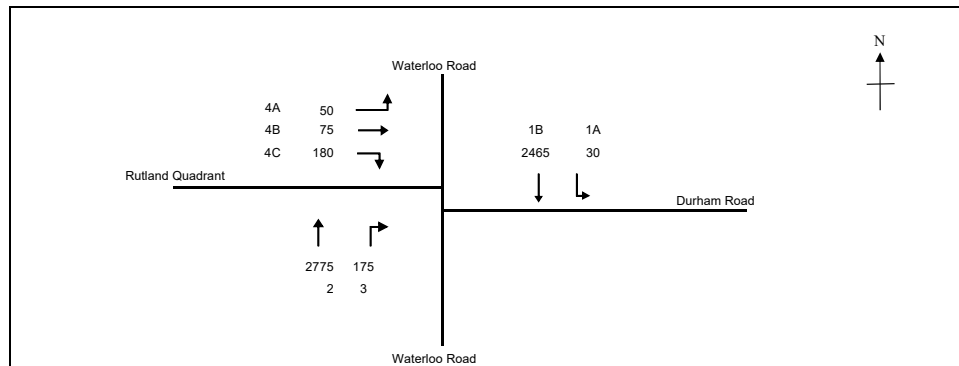 N
Waterloo Road
4A 50
4B 75
4C 180
1B 1A
2465 30
Rutland Quadrant
Durham Road
2775 175
2 3
Waterloo Road